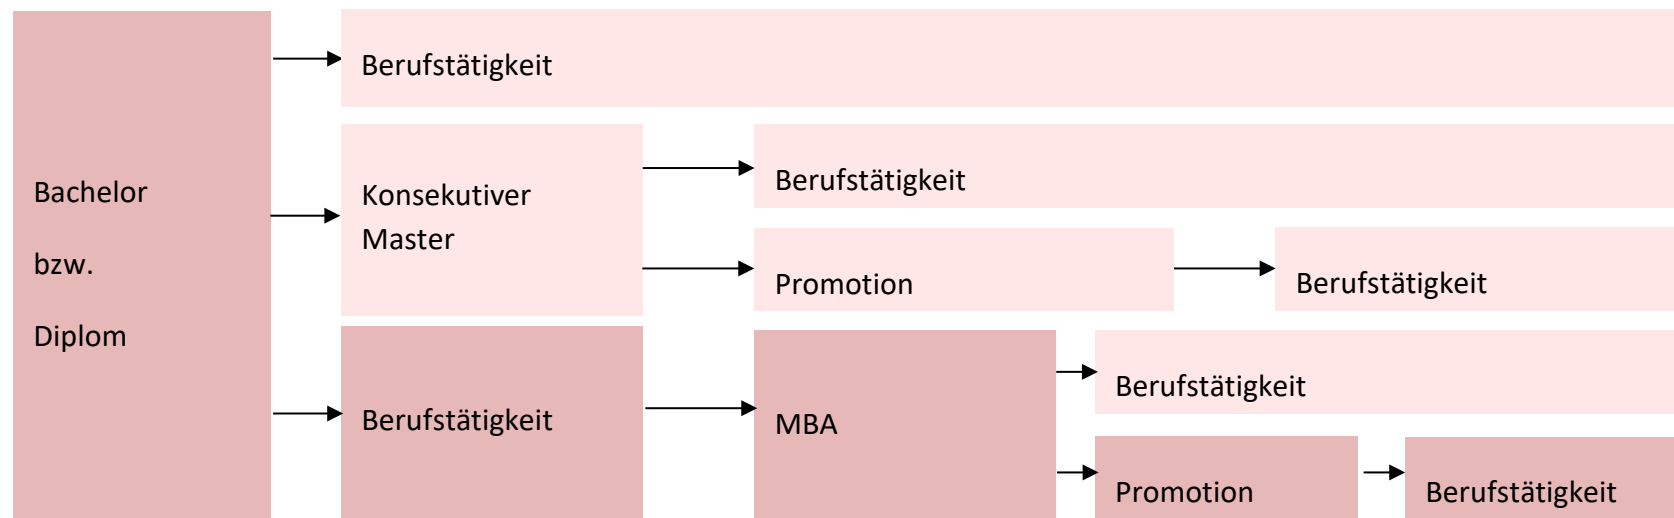 Bachelor
bzw.
Diplom
Berufstätigkeit
Konsekutiver
Master
Berufstätigkeit
Promotion
Berufstätigkeit
Berufstätigkeit
MBA
Berufstätigkeit
Promotion
Berufstätigkeit